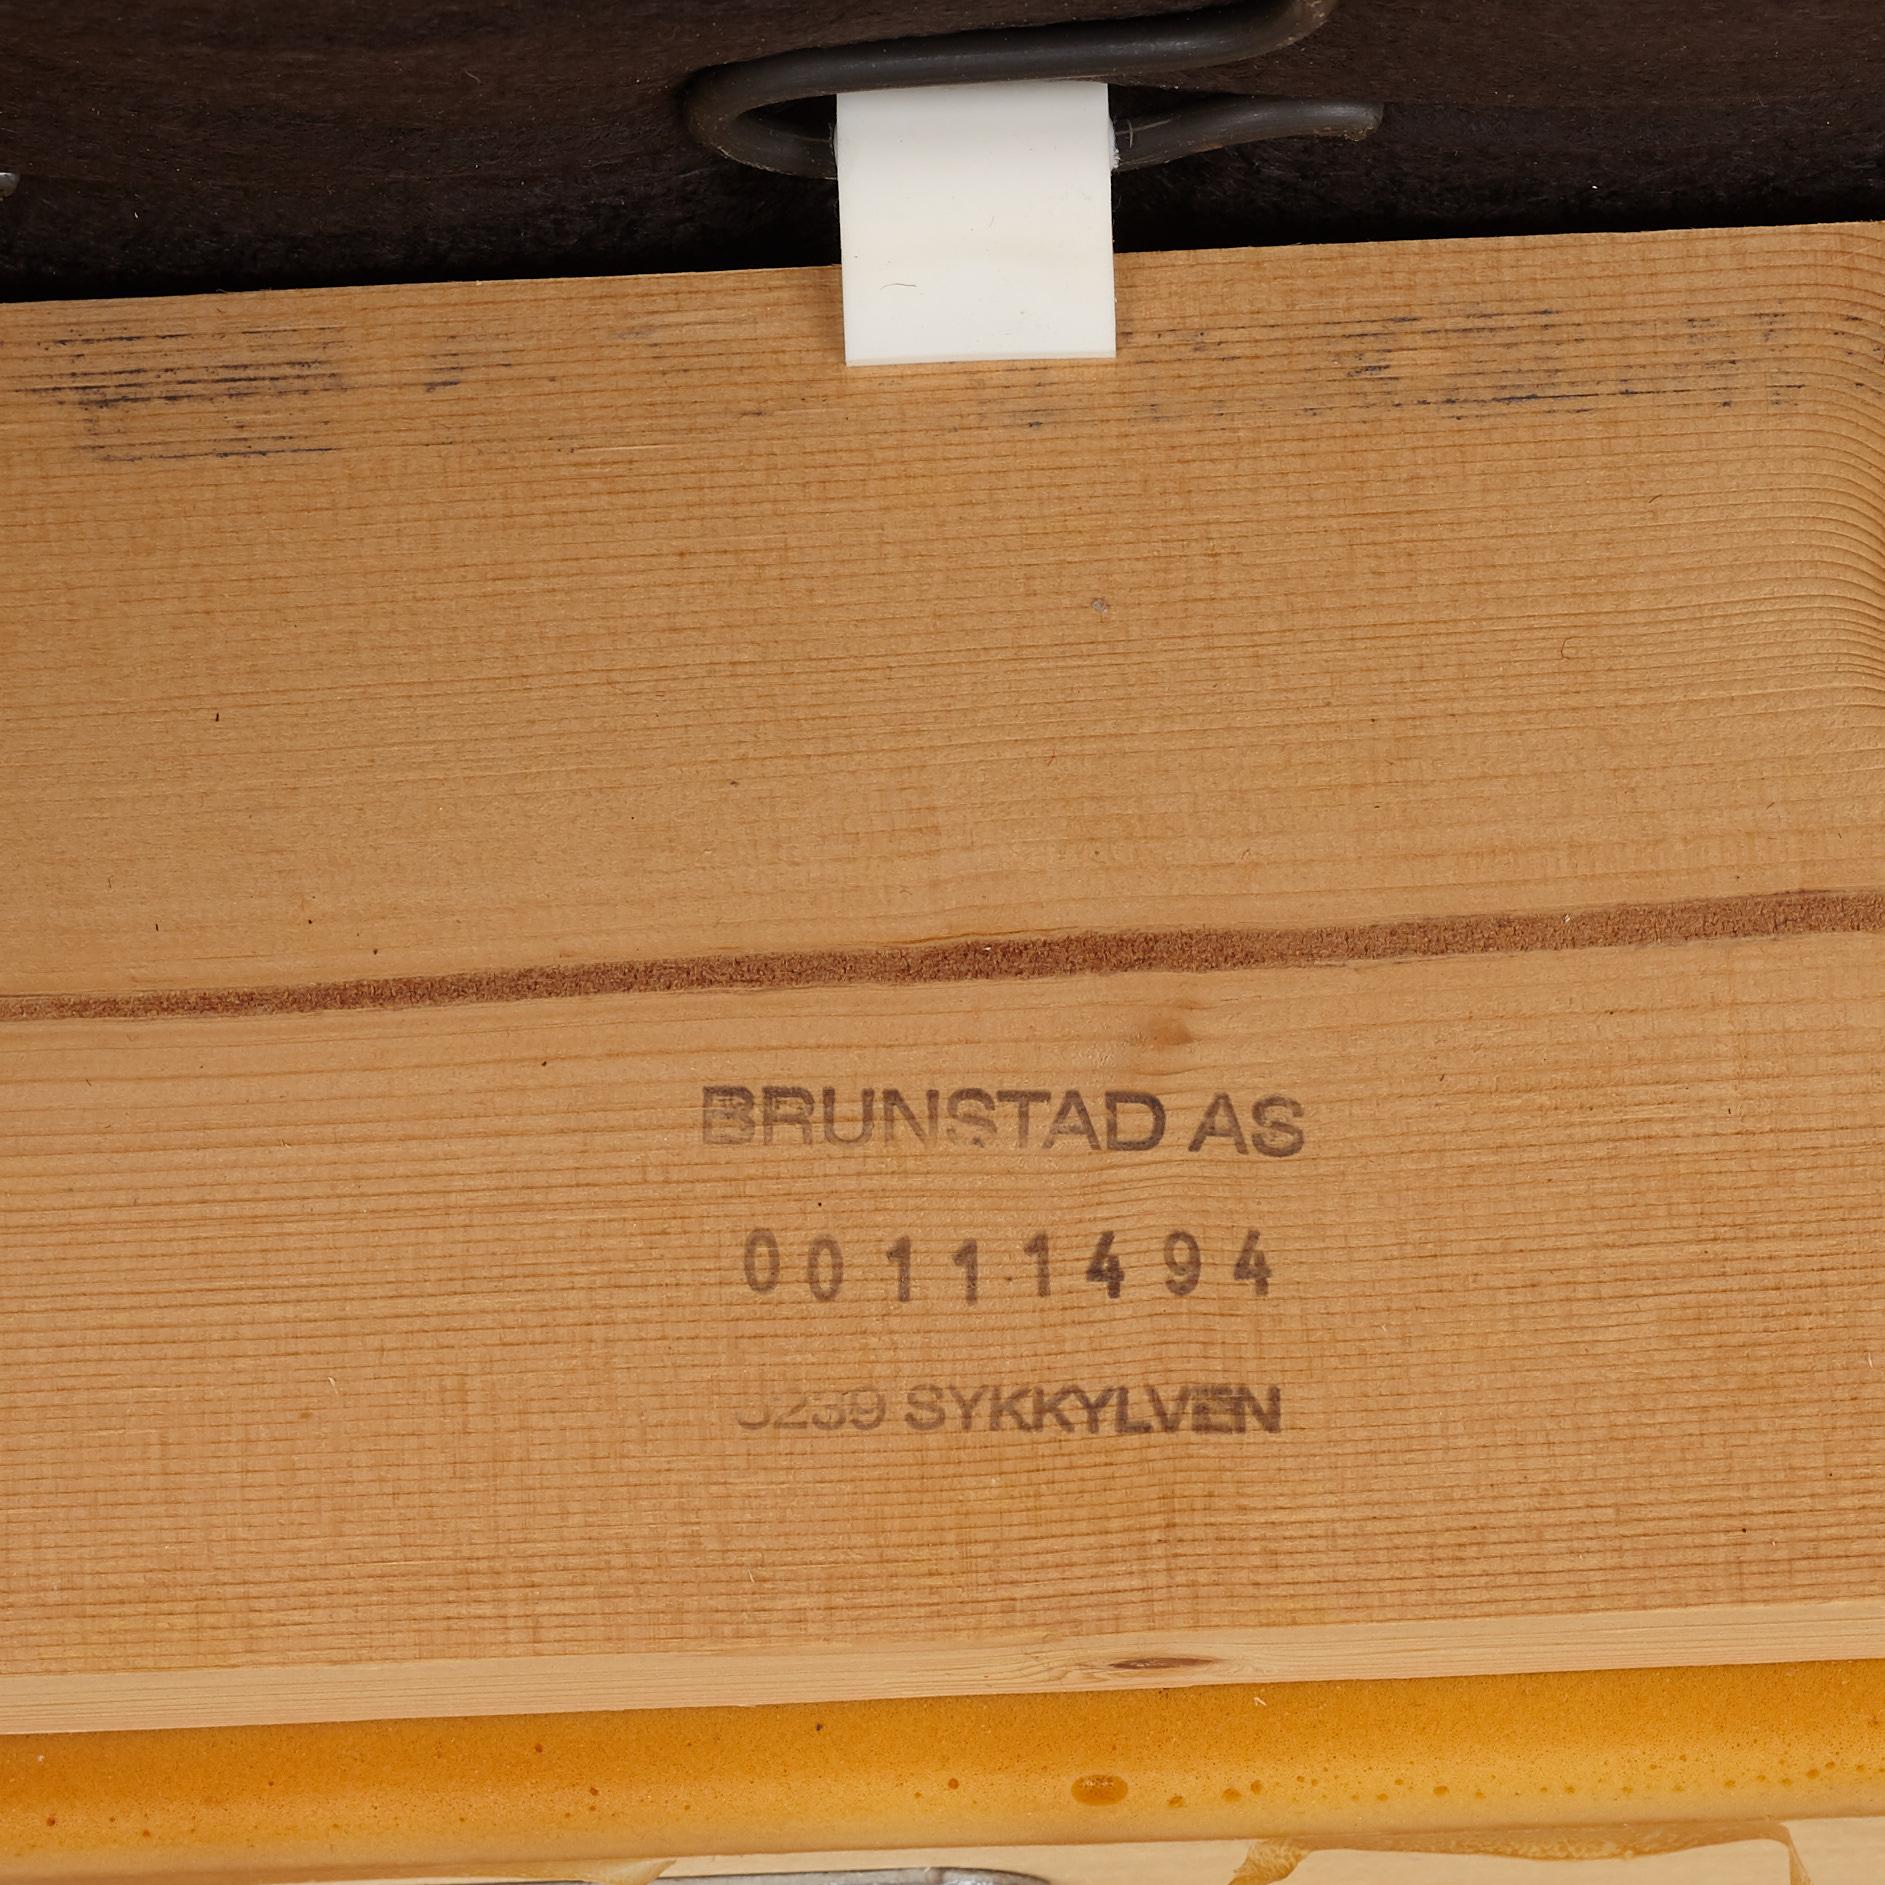 BRUNSTAD AS
00111494
SYKKYLVEN